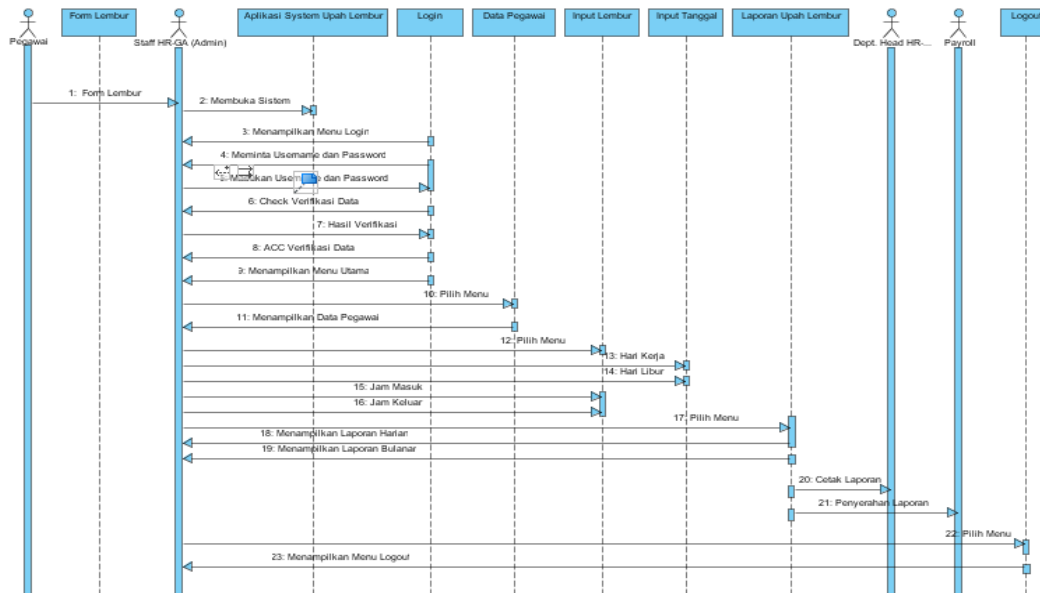 Form Lembur
Aplikasi System Upah Lembur
Login
Data Pegawai
Input Lembur
Input Tanggal
Laporan Upah Lembur
Logout
Pegawai
Staff HR-GA (Admin)
Dept. Head HR-...
Payroll
1: Form Lembur
2: Membuka Sistem
3: Menampilkan Menu Login
4: Meminta Username dan Password
dan Password
6: Check Verifikasi Data
7: Hasil Verifikasi
8: ACC Verifikasi Data
9: Menampilkan Menu Utama
10: Pilih Menu
11: Menampilkan Data Pegawai
12: Pilih Menu
13: Hari Kerja
14: Hari Libur
15: Jam Masuk
16: Jam Keluar
17: Pilih Menu
18: Menampilkan Laporan Harian
19: Menampilkan Laporan Bulanar
20: Cetak Laporan
21: Penyerahan Laporan
22: Pilih Menu
23: Menampilkan Menu Logout